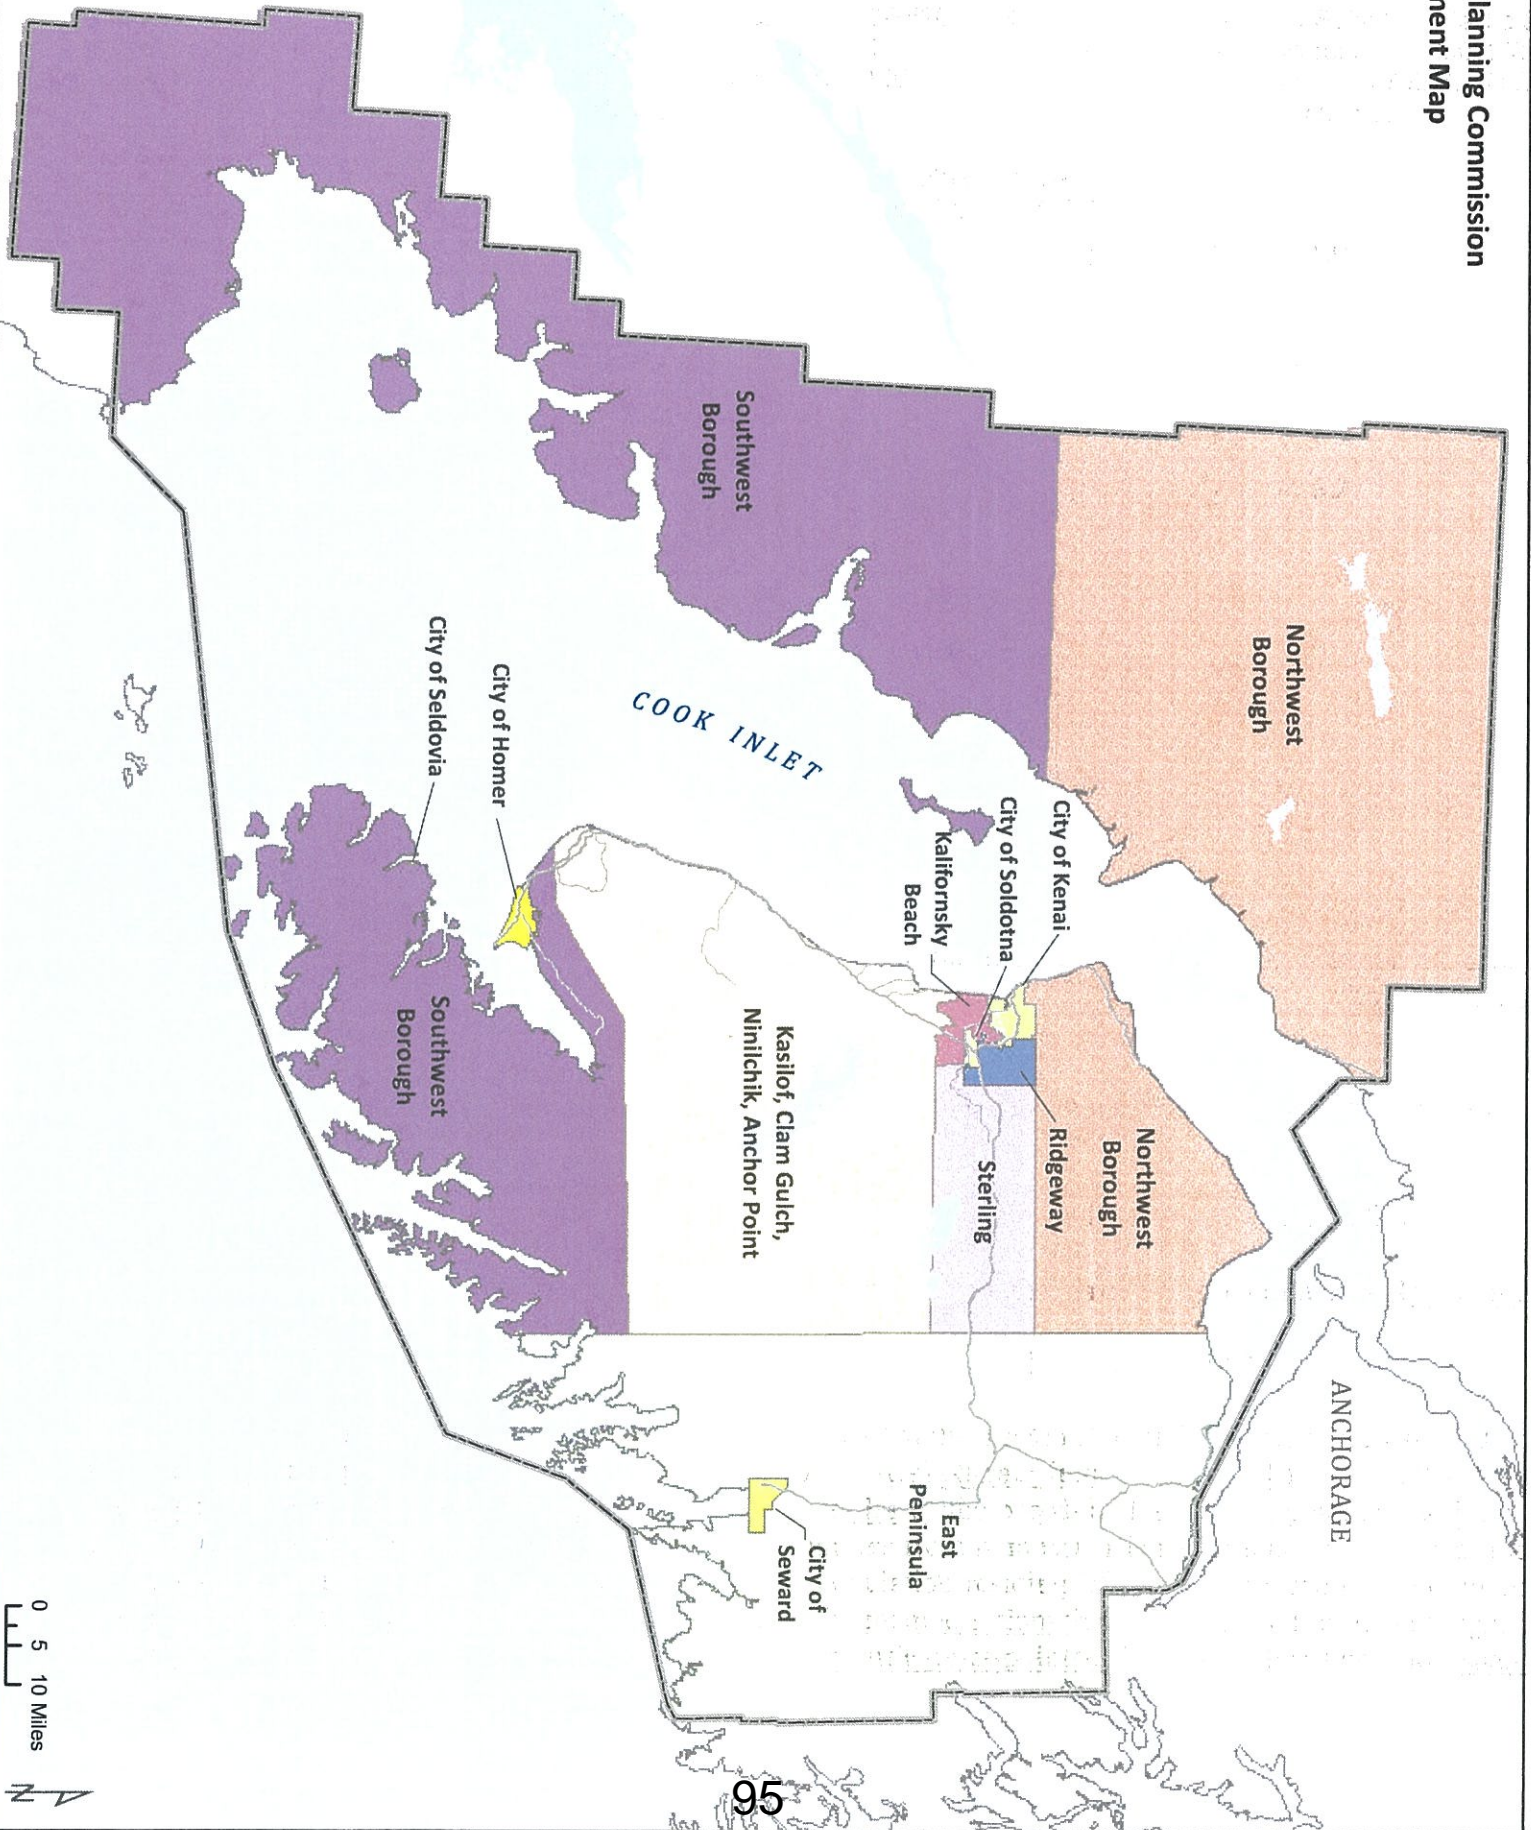 lanning Commission
ment Map
Northwest
Borough
Southwest
Borough
ANCHORAGE
COOK INLET
City of Kenai
City of Soldotna
Kalifornsky
Beach
Northwest
Borough
Ridgeway
Sterling
Kasilof, Clam Gulch,
Ninilchik, Anchor Point
East
Peninsula
City of
Seward
City of Homer
City of Seldovia
Southwest
Borough
0 5 10 Miles
N
95